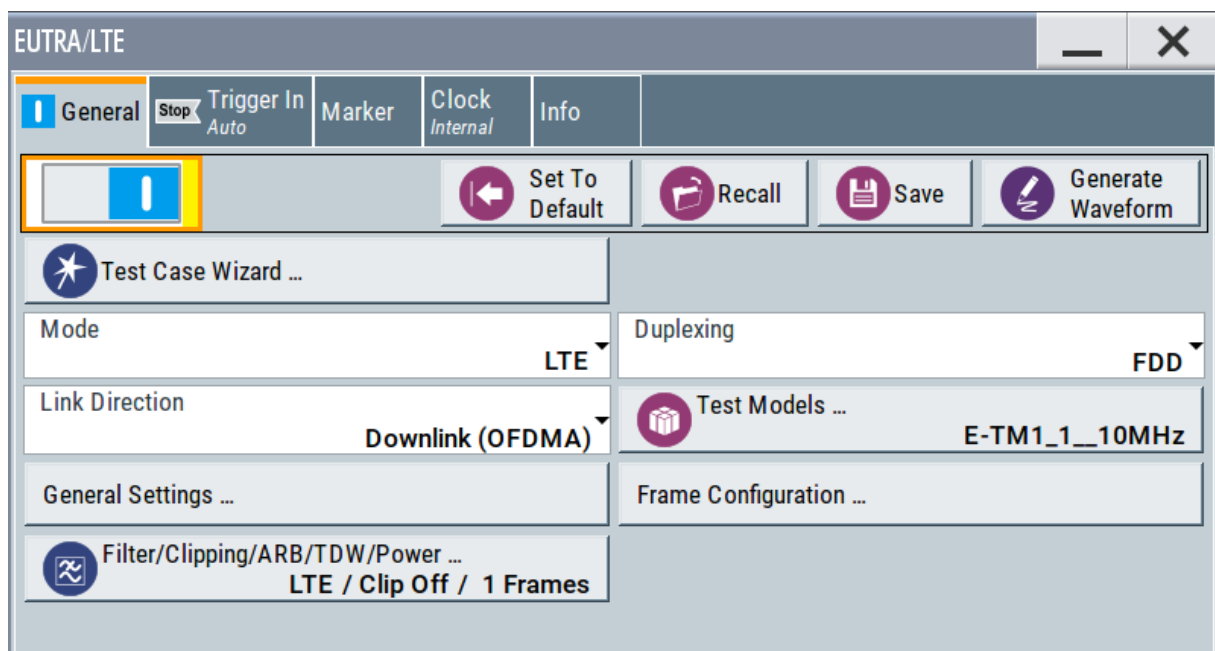 EUTRA/LTE
General
Stop
Trigger In
Auto
Marker
Clock
Internal
Info
Set To
Default
Recall
Save
Generate
Waveform
Test Case Wizard ...
Mode
LTE
Duplexing
FDD
Link Direction
Downlink (OFDMA)
Test Models ...
E-TM1_1__10MHz
General Settings ...
Frame Configuration ...
Filter/Clipping/ARB/TDW/Power ...
LTE / Clip Off / 1 Frames